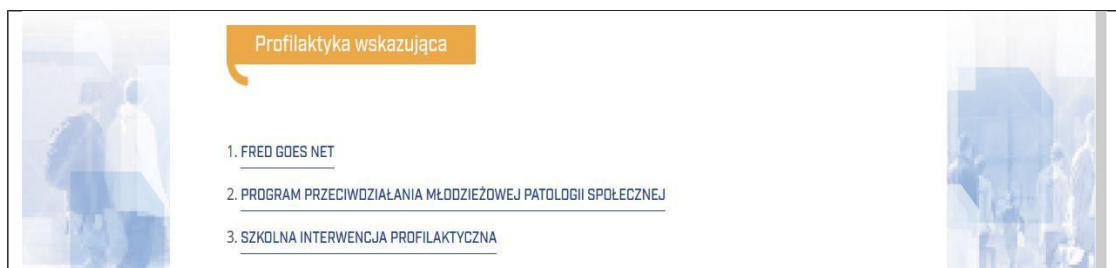 Profilaktyka wskazująca
1. FRED GOES NET
2. PROGRAM PRZECIWDZIAŁANIA MŁODZIEŻOWEJ PATOLOGII SPOŁECZNEJ
3. SZKOLNA INTERWENCJA PROFILAKTYCZNA